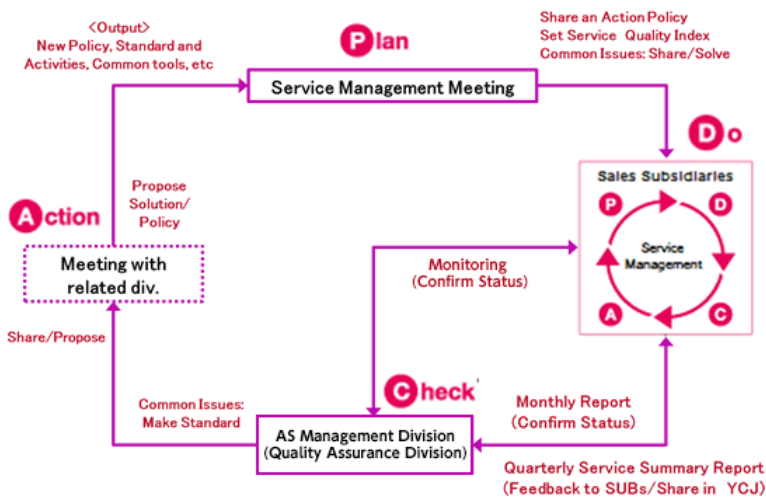 <Output>
New Policy, Standard and
Activities, Common tools, etc
Plan
Share an Action Policy
Set Service Quality Index
Common Issues: Share/Solve
Service Management Meeting
Do
Sales Subsidiaries
P
D
Service
Management
A
C
Propose
Solution/
Policy
Action
Meeting with
related div.
Monitoring
(Confirm Status)
Share/Propose
Check
Common Issues:
Make Standard
AS Management Division
(Quality Assurance Division)
Monthly Report
(Confirm Status)
Quarterly Service Summary Report
(Feedback to SUBs/Share in YCJ)